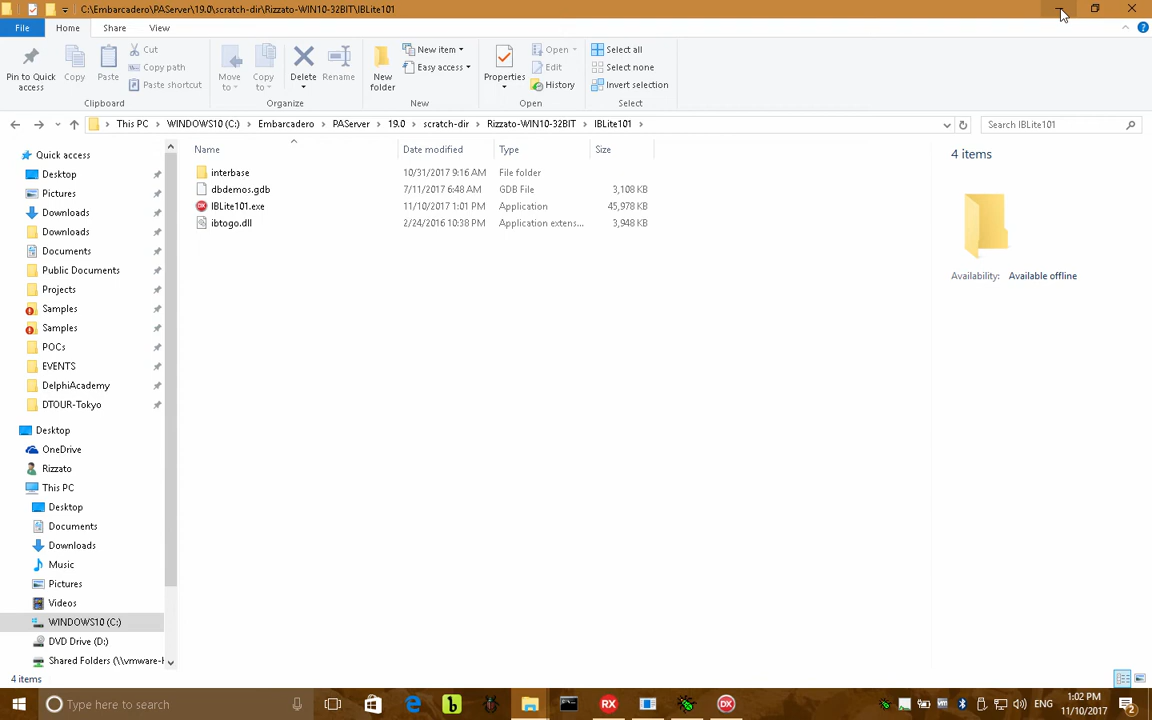 C:\Embarcadero\PAServer\19.0\scratch-dir\Rizzato-WIN10-32BIT\IBLite101
File Home Share View
Pin to Quick access
Copy
Paste
Cut
Copy path
Paste shortcut
Clipboard
Move to
Copy to
Delete
Rename
Organize
New folder
New item
Easy access
New
Properties
Open
Edit
History
Open
Select all
Select none
Invert selection
Select
This PC WINDOWS10 (C:) Embarcadero PAServer 19.0 scratch-dir Rizzato-WIN10-32BIT IBLite101
Search IBLite101
Quick access
Desktop
Pictures
Downloads
Downloads
Documents
Public Documents
Projects
Samples
Samples
POCs
EVENTS
DelphiAcademy
DTOUR-Tokyo
Desktop
OneDrive
Rizzato
This PC
Desktop
Documents
Downloads
Music
Pictures
Videos
WINDOWS10 (C:)
DVD Drive (D:)
Shared Folders (\\vmware-
Name Date modified Type Size
interbase 10/31/2017 9:16 AM File folder
dbdemos.gdb 7/11/2017 6:48 AM GDB File 3,108 KB
IBLite101.exe 11/10/2017 1:01 PM Application 45,978 KB
ibtogo.dll 2/24/2016 10:38 PM Application extens... 3,948 KB
4 items
Availability: Available offline
4 items
Type here to search
RX
DX
b
ENG
1:02 PM
11/10/2017
2